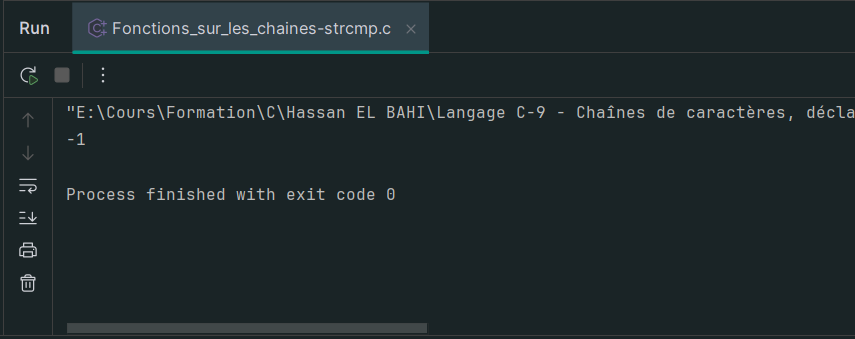 Run Fonctions_sur_les_chaines-strcmp.c
"E:\Cours\Formation\C\Hassan EL BAHI\Langage C-9 - Chaînes de caractères, décla
-1
Process finished with exit code 0